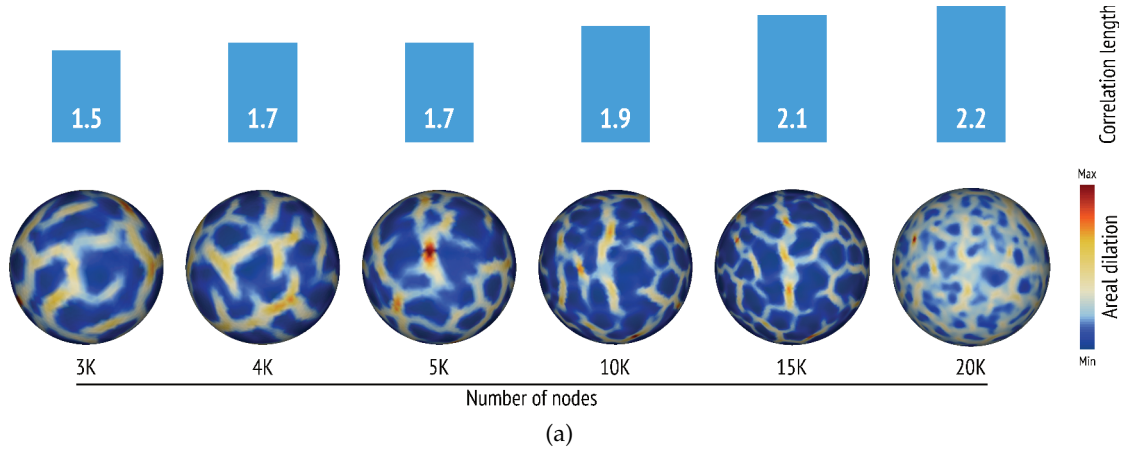 1.5
1.7
1.7
1.9
2.1
2.2
Correlation length
Max
Areal dilation
Min
3K
4K
5K
10K
15K
20K
Number of nodes
(a)